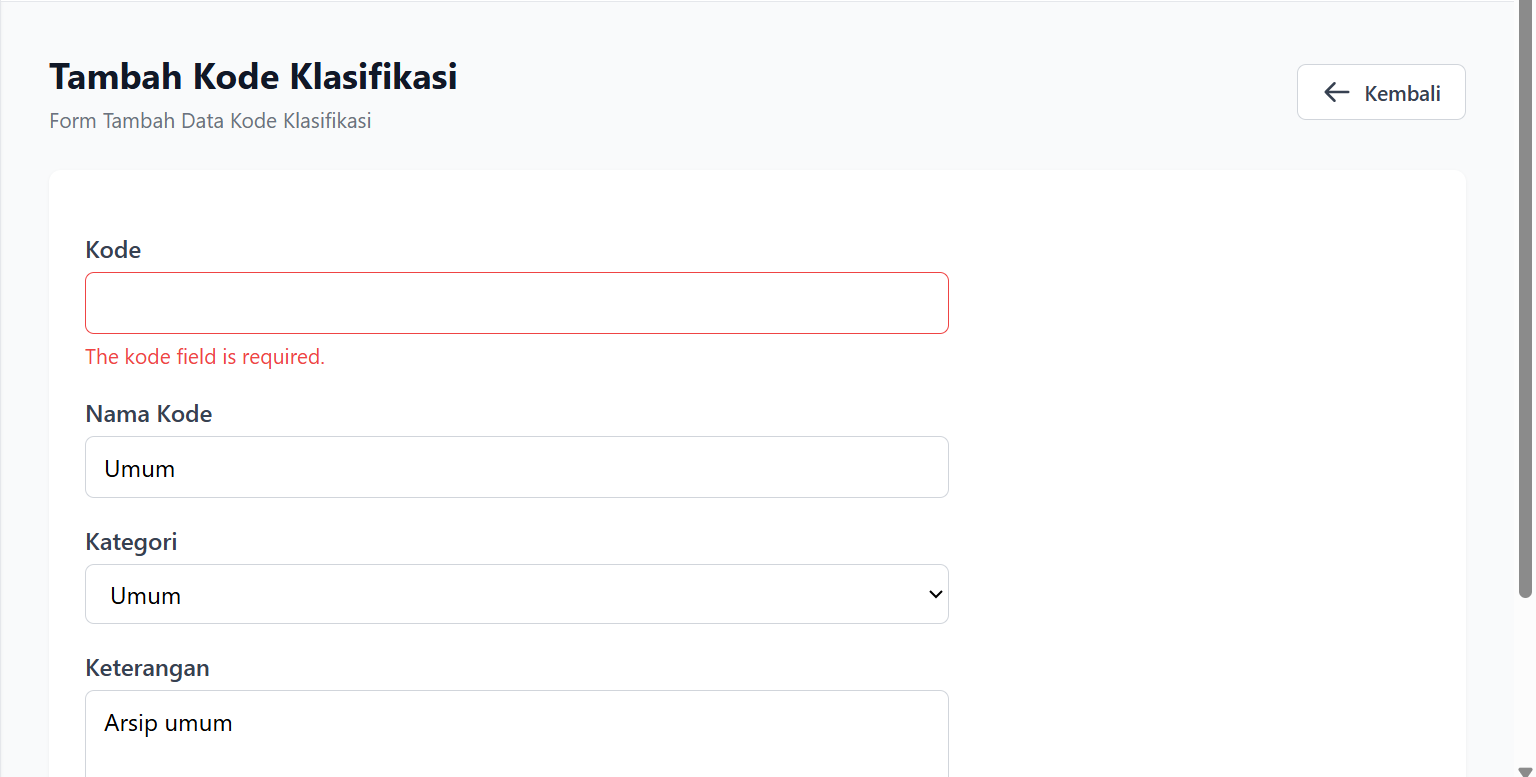 Tambah Kode Klasifikasi
Form Tambah Data Kode Klasifikasi
Kembali
Kode
The kode field is required.
Nama Kode
Umum
Kategori
Umum
Keterangan
Arsip umum